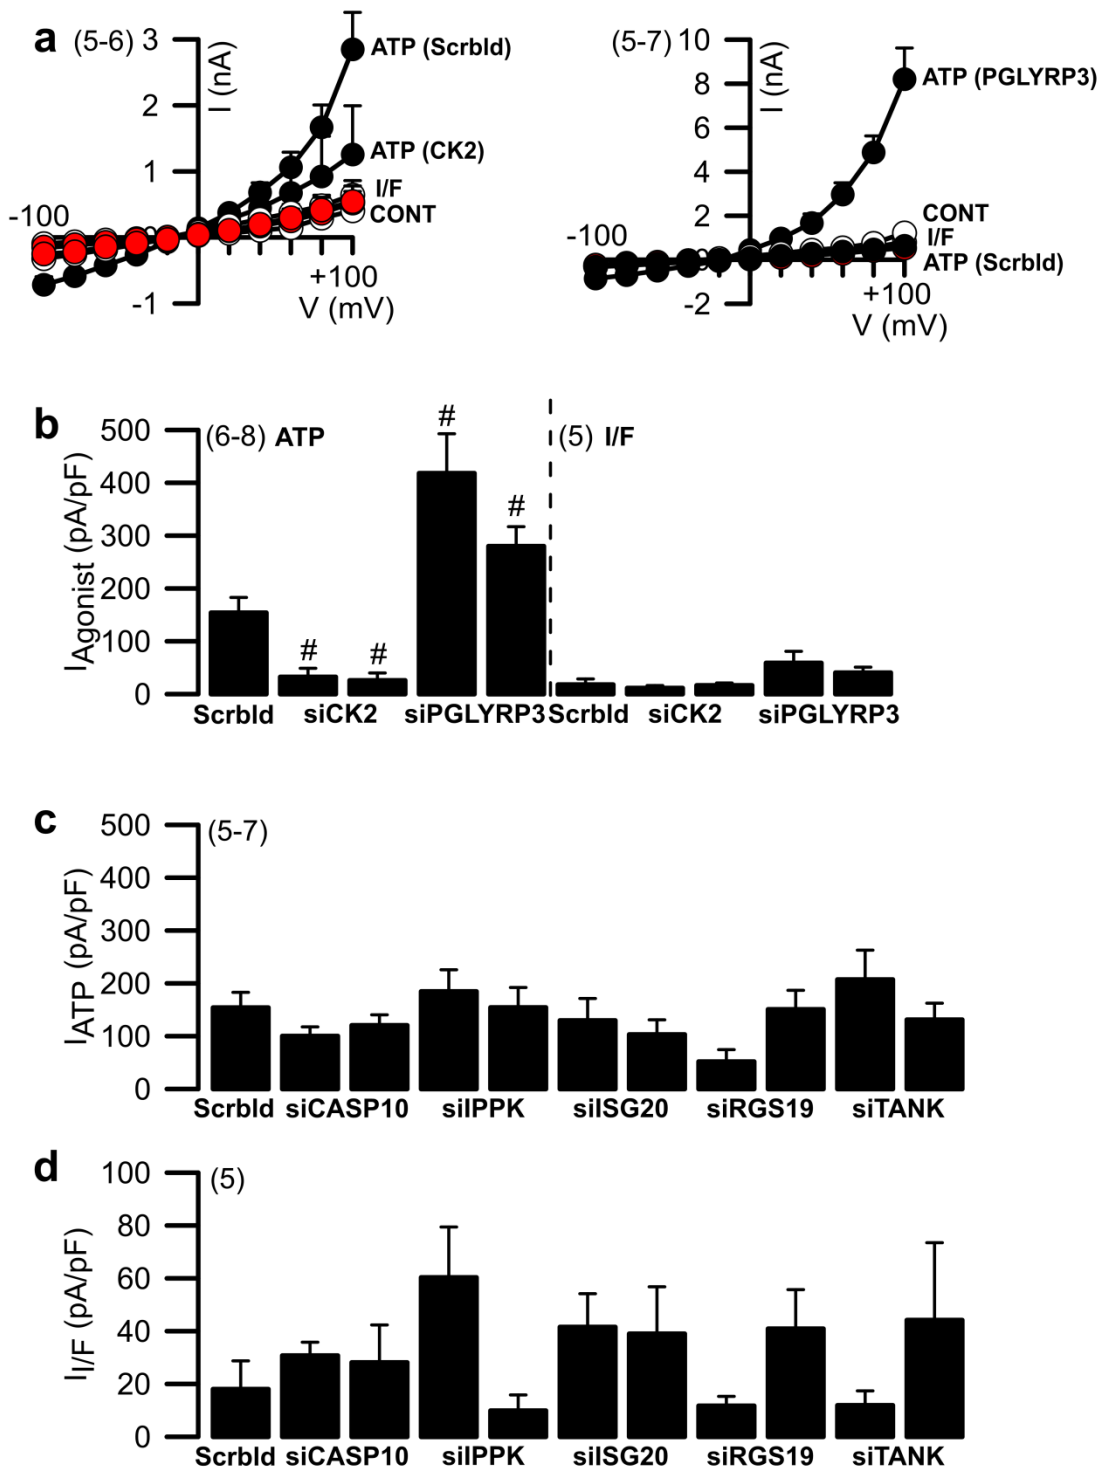 a (5-6) 3 I (nA) ATP (Scrbld)
2
ATP (CK2)
1
I/F
CONT
-100
0
+100
-1
V (mV)
(5-7) 10 I (nA)
8 ATP (PGLYRP3)
6
4
2
CONT
-100
I/F
0
ATP (Scrbld)
+100
-2
V (mV)
b
IAgonist (pA/pF)
500
400
300
200
100
0
(6-8) ATP
(5) I/F
# # # #
Scrbld siCK2 siPGLYRP3 Scrbld siCK2 siPGLYRP3
c
IATP (pA/pF)
500
400
300
200
100
0
(5-7)
Scrbld siCASP10 siIPPK siISG20 siRGS19 siTANK
d
II/F (pA/pF)
100
80
60
40
20
0
(5)
Scrbld siCASP10 siIPPK siISG20 siRGS19 siTANK